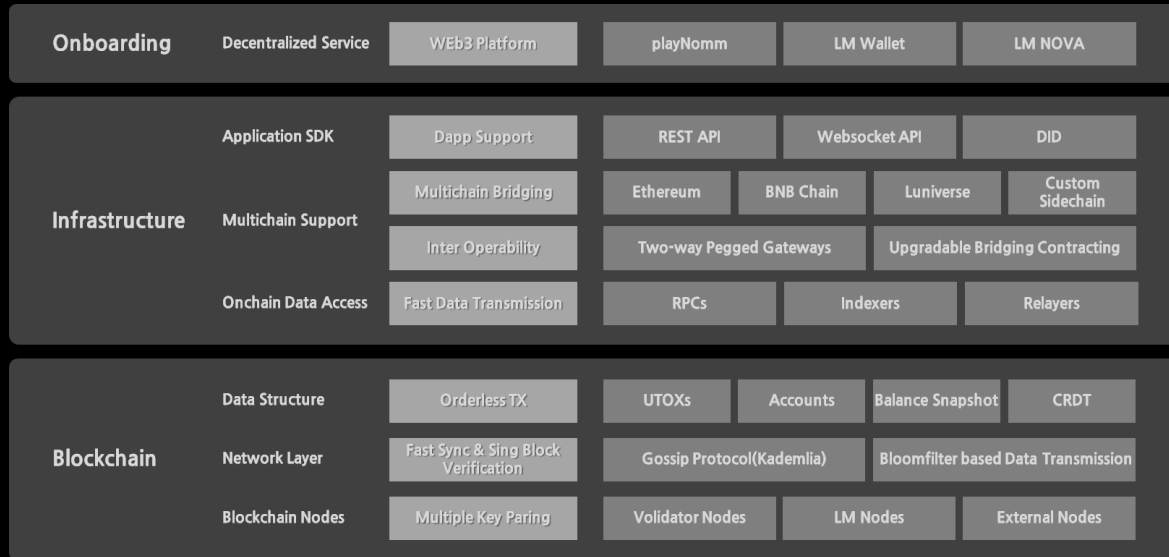 Onboarding
Decentralized Service
WEb3 Platform
playNomm
LM Wallet
LM NOVA
Infrastructure
Application SDK
Dapp Support
REST API
Websocket API
DID
Multichain Support
Multichain Bridging
Ethereum
BNB Chain
Luniverse
Custom
Sidechain
Inter Operability
Two-way Pegged Gateways
Upgradable Bridging Contracting
Onchain Data Access
Fast Data Transmission
RPCs
Indexers
Relayers
Blockchain
Data Structure
Orderless TX
UTOXs
Accounts
Balance Snapshot
CRDT
Network Layer
Fast Sync & Sing Block
Verification
Gossip Protocol(Kademlia)
Bloomfilter based Data Transmission
Blockchain Nodes
Multiple Key Paring
Volidator Nodes
LM Nodes
External Nodes